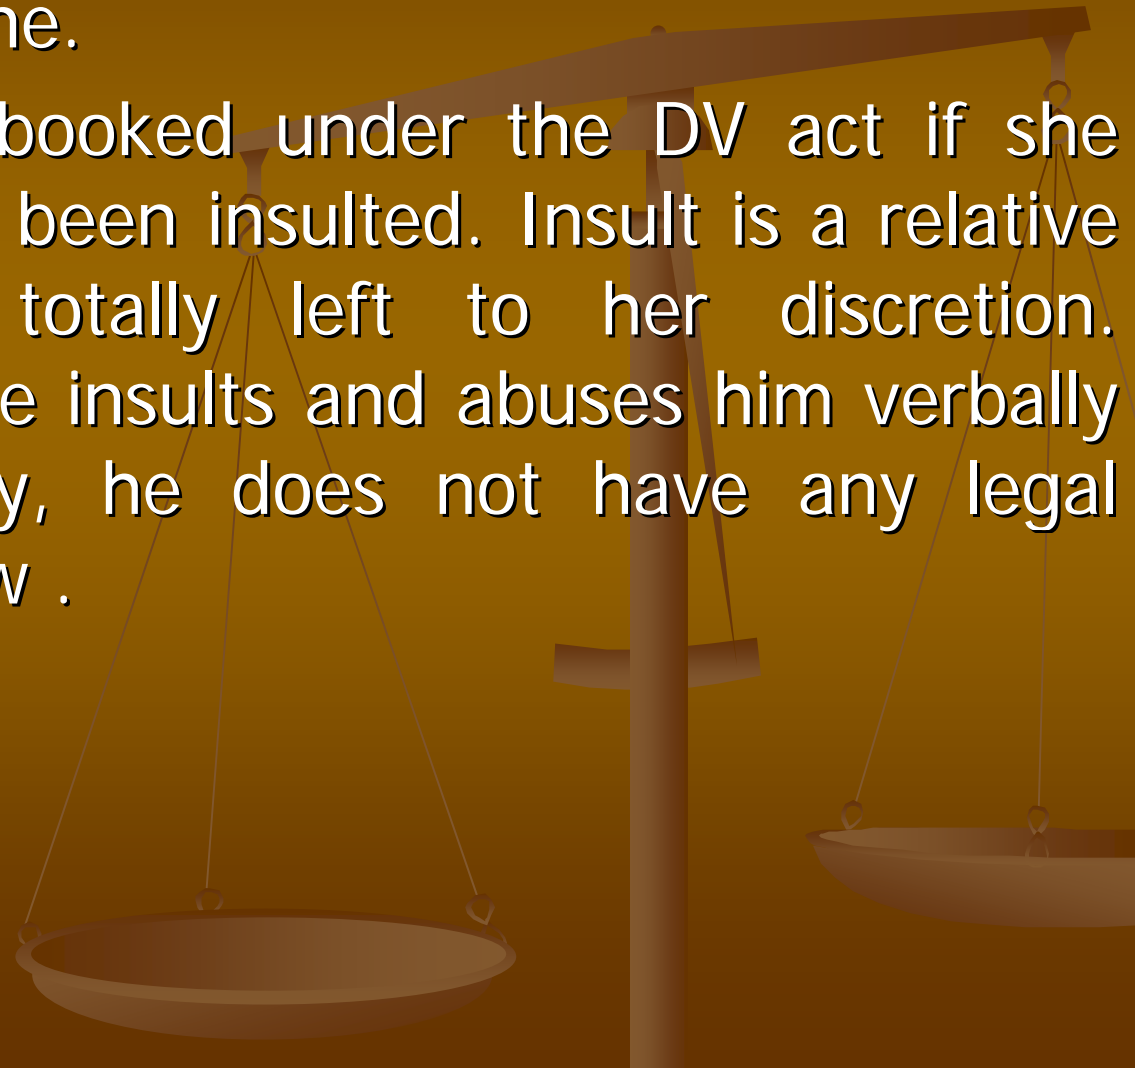 ne.
booked under the DV act if she
been insulted. Insult is a relative
totally left to her discretion.
e insults and abuses him verbally
y, he does not have any legal
w .